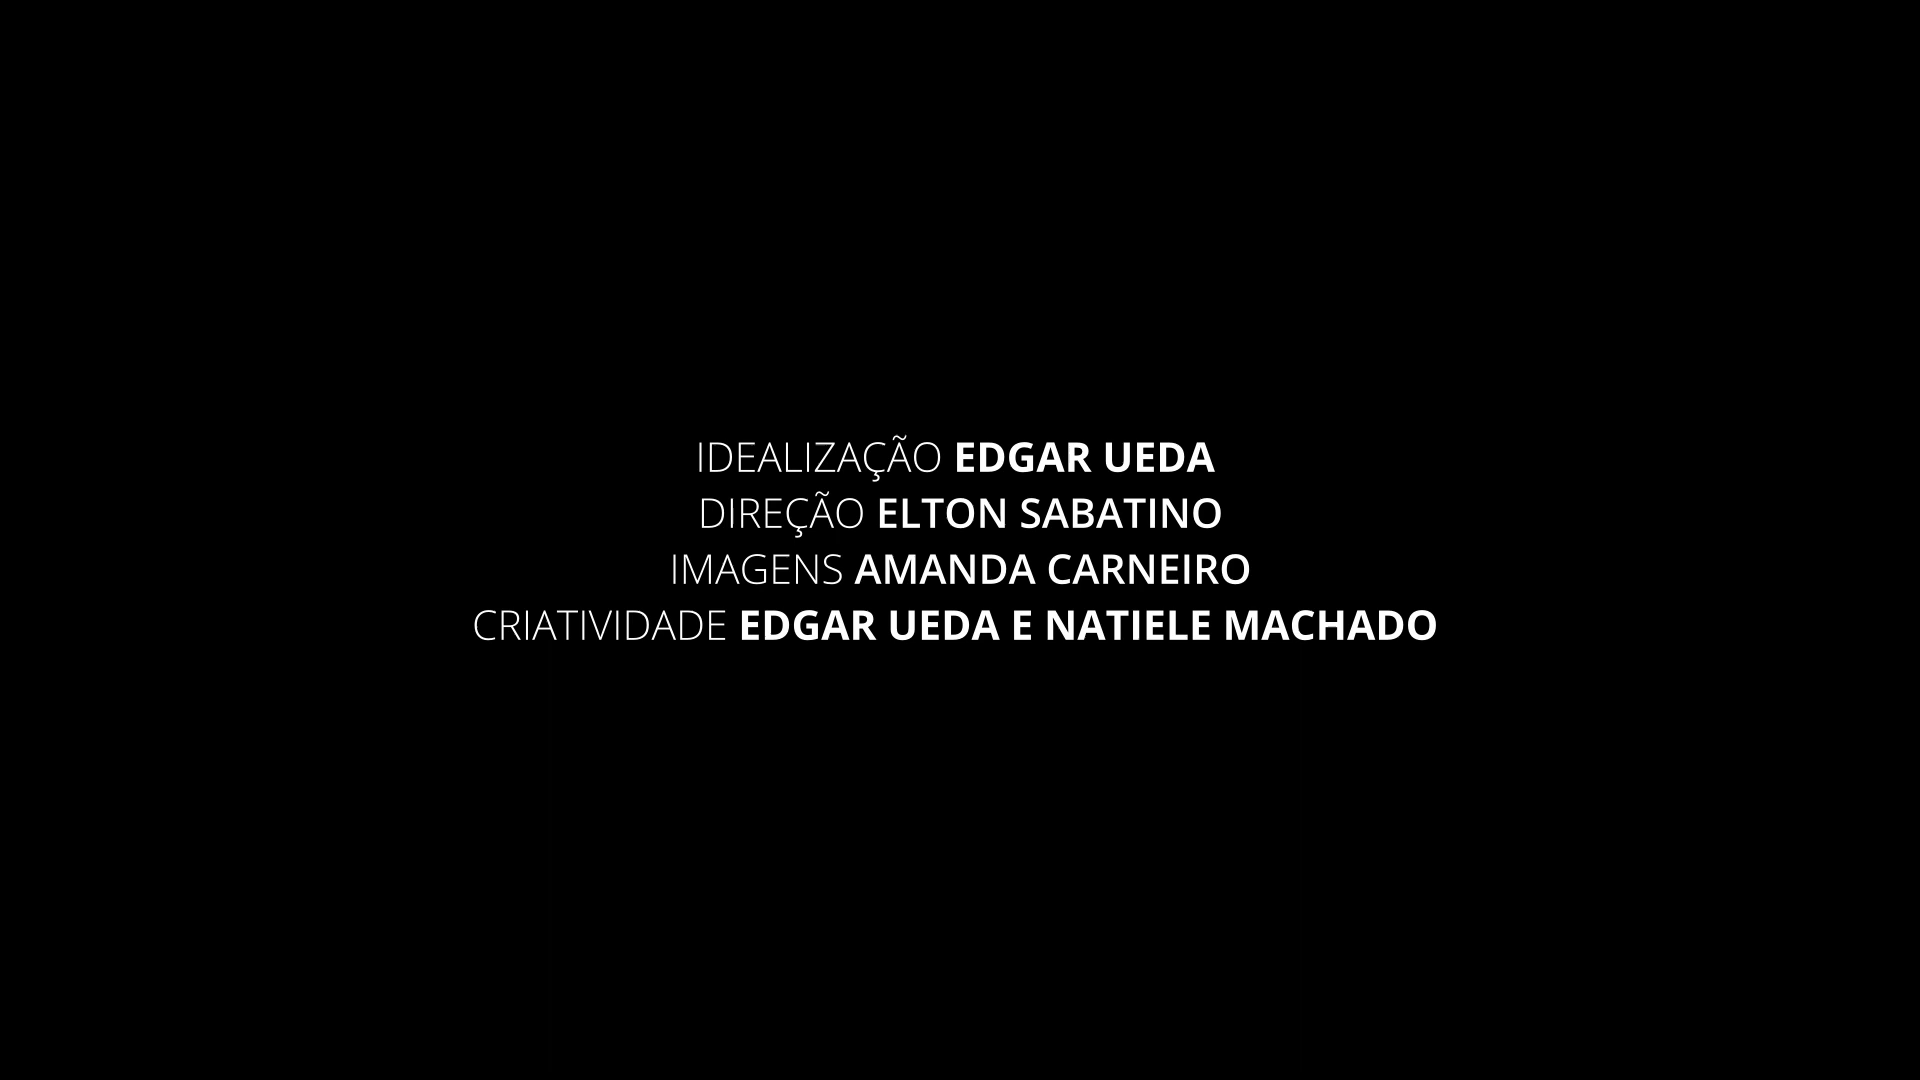 IDEALIZAÇÃO EDGAR UEDA
DIREÇÃO ELTON SABATINO
IMAGENS AMANDA CARNEIRO
CRIATIVIDADE EDGAR UEDA E NATIELE MACHADO